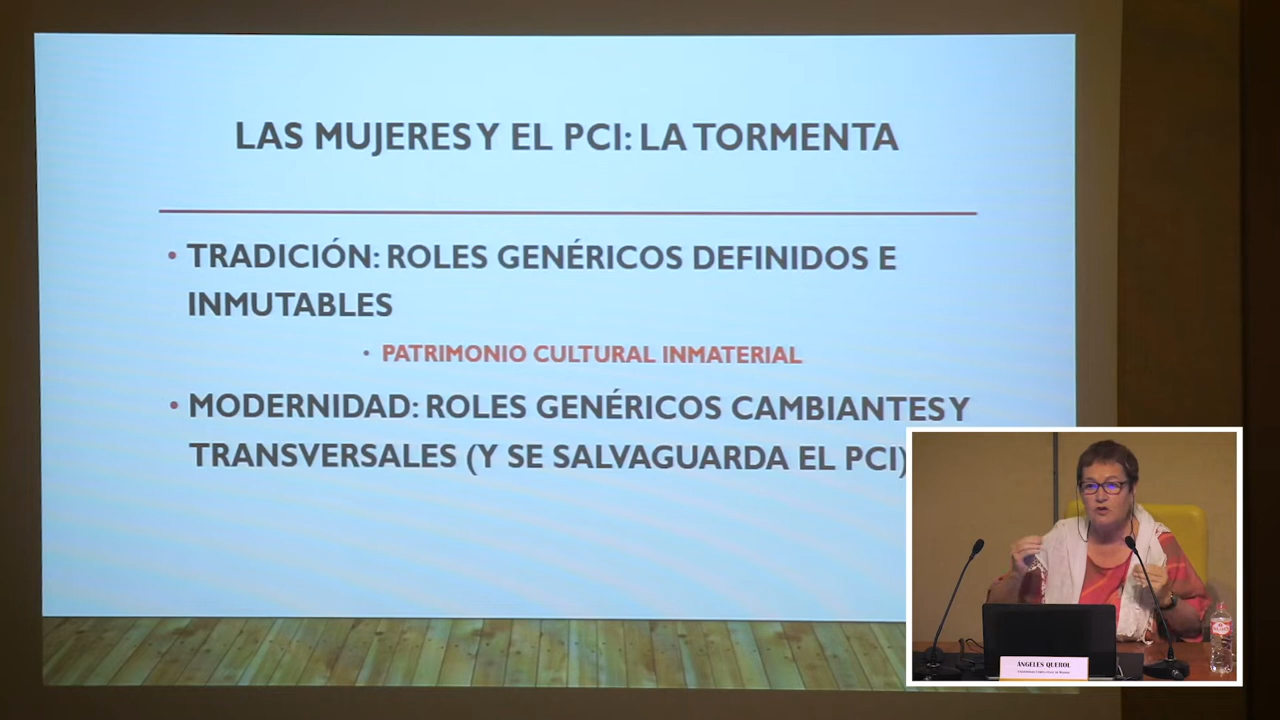 LAS MUJERES Y EL PCI: LA TORMENTA
• TRADICIÓN: ROLES GENÉRICOS DEFINIDOS E
INMUTABLES
• PATRIMONIO CULTURAL INMATERIAL
• MODERNIDAD: ROLES GENÉRICOS CAMBIANTES Y
TRANSVERSALES (Y SE SALVAGUARDA EL PCI)
ÁNGELES QUEROL